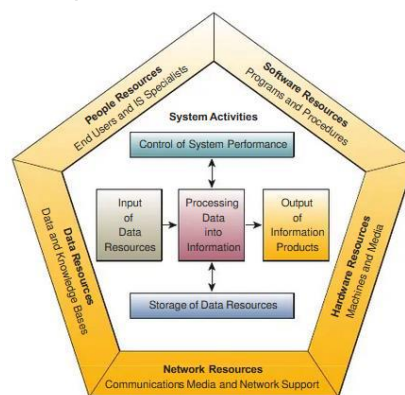 People Resources
End Users and IS Specialists
Software Resources
Programs and Procedures
System Activities
Control of System Performance
Input
of
Data
Resources
Processing
Data
into
Information
Output
of
Information
Products
Storage of Data Resources
Data Resources
Data and Knowledge Bases
Hardware Resources
Machines and Media
Network Resources
Communications Media and Network Support